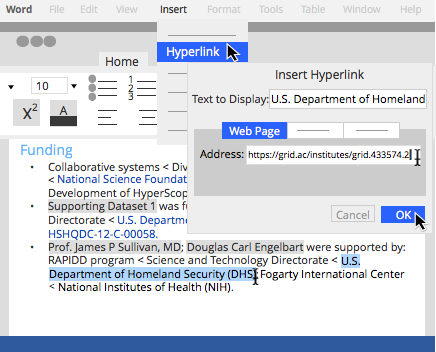 Word File Edit View Insert Format Tools Table Window Help
Hyperlink
Home
Insert Hyperlink
10
1
2
3
Text to Display: U.S. Department of Homeland
X² A
Web Page
Address: https://grid.ac/institutes/grid.433574.2
Cancel OK
Funding
• Collaborative systems < Div
< National Science Foundat
Development of HyperScop
• Supporting Dataset 1 was fu
Directorate < U.S. Departme
HSHQDC-12-C-00058.
• Prof. James P Sullivan, MD; Douglas Carl Engelbart were supported by:
RAPIDD program < Science and Technology Directorate < U.S.
Department of Homeland Security (DHS) Fogarty International Center
< National Institutes of Health (NIH).